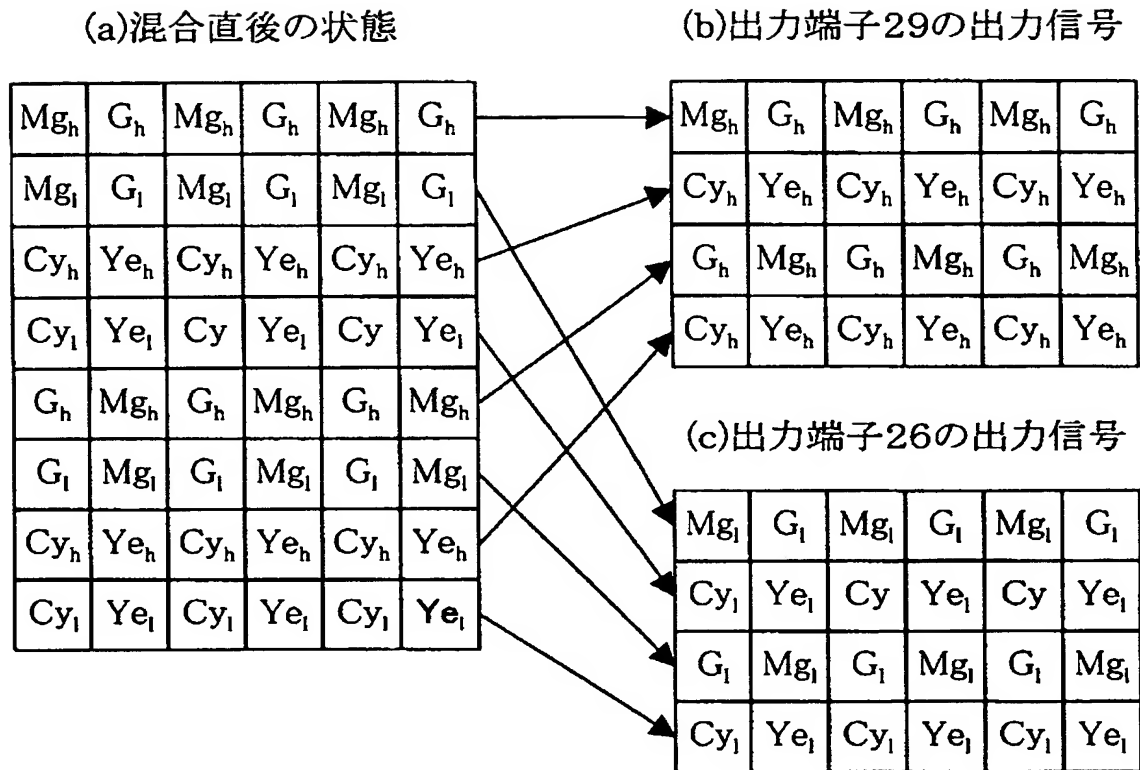 (a)混合直後の状態
Mgh Gh Mgh Gh Mgh Gh
Mgl Gl Mgl Gl Mgl Gl
Cyh Yeh Cyh Yeh Cyh Yeh
Cyl Yel Cy Yel Cy Yel
Gh Mgh Gh Mgh Gh Mgh
Gl Mgl Gl Mgl Gl Mgl
Cyh Yeh Cyh Yeh Cyh Yeh
Cyl Yel Cyl Yel Cyl Yel
(b)出力端子29の出力信号
Mgh Gh Mgh Gh Mgh Gh
Cyh Yeh Cyh Yeh Cyh Yeh
Gh Mgh Gh Mgh Gh Mgh
Cyh Yeh Cyh Yeh Cyh Yeh
(c)出力端子26の出力信号
Mgl Gl Mgl Gl Mgl Gl
Cyl Yel Cy Yel Cy Yel
Gl Mgl Gl Mgl Gl Mgl
Cyl Yel Cyl Yel Cyl Yel